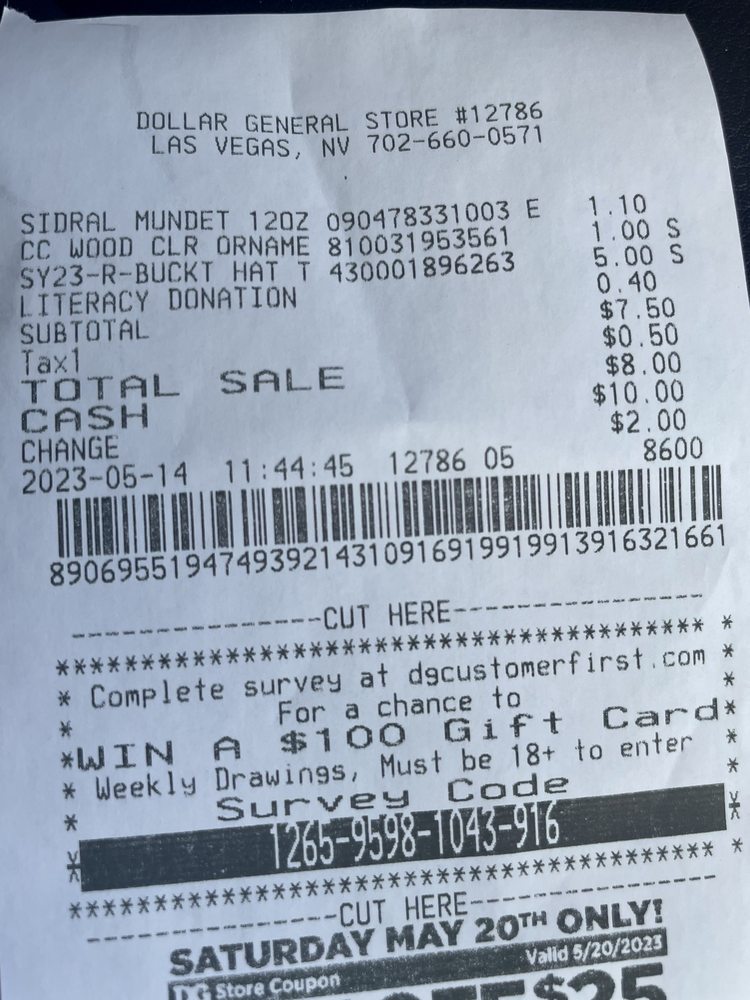 DOLLAR GENERAL STORE #12786
LAS VEGAS, NV 702-660-0571
SIDRAL MUNDET 12OZ 090478331003 E 1.10
CC WOOD CLR ORNAME 810031953561 1.00 S
SY23-R-BUCKT HAT T 430001896263 5.00 S
LITERACY DONATION 0.40
SUBTOTAL $7.50
Tax1 $0.50
TOTAL SALE $8.00
CASH $10.00
CHANGE $2.00
2023-05-14 11:44:45 12786 05 8600
890695519474939214310916919919913916321661
----------------CUT HERE----------------
***************************************
* Complete survey at dgcustomerfirst.com *
* For a chance to *
*WIN A $100 Gift Card*
* Weekly Drawings, Must be 18+ to enter *
* Survey Code *
* 1265-9598-1043-916 *
***************************************
----------------CUT HERE----------------
SATURDAY MAY 20TH ONLY!
DG Store Coupon Valid 5/20/2023
$25